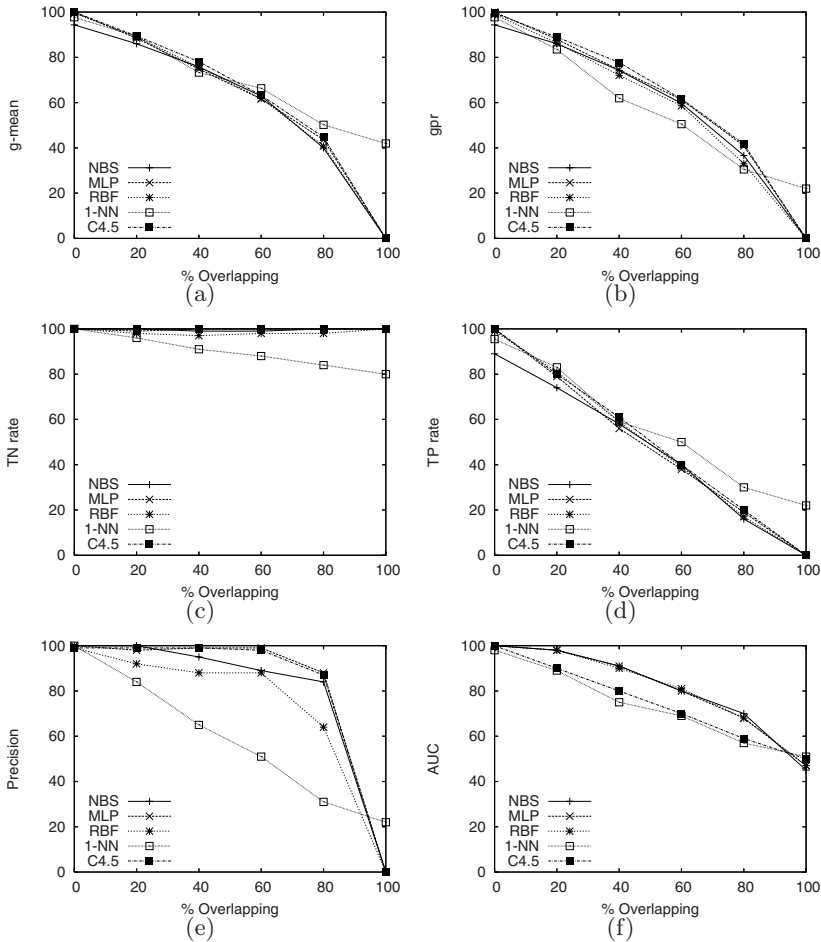 100
80
60
40
20
0
g-mean
NBS
MLP
RBF
1-NN
C4.5
0 20 40 60 80 100
% Overlapping
(a)
100
80
60
40
20
0
gpr
NBS
MLP
RBF
1-NN
C4.5
0 20 40 60 80 100
% Overlapping
(b)
100
80
60
40
20
0
TN rate
NBS
MLP
RBF
1-NN
C4.5
0 20 40 60 80 100
% Overlapping
(c)
100
80
60
40
20
0
TP rate
NBS
MLP
RBF
1-NN
C4.5
0 20 40 60 80 100
% Overlapping
(d)
100
80
60
40
20
0
Precision
NBS
MLP
RBF
1-NN
C4.5
0 20 40 60 80 100
% Overlapping
(e)
100
80
60
40
20
0
AUC
NBS
MLP
RBF
1-NN
C4.5
0 20 40 60 80 100
% Overlapping
(f)